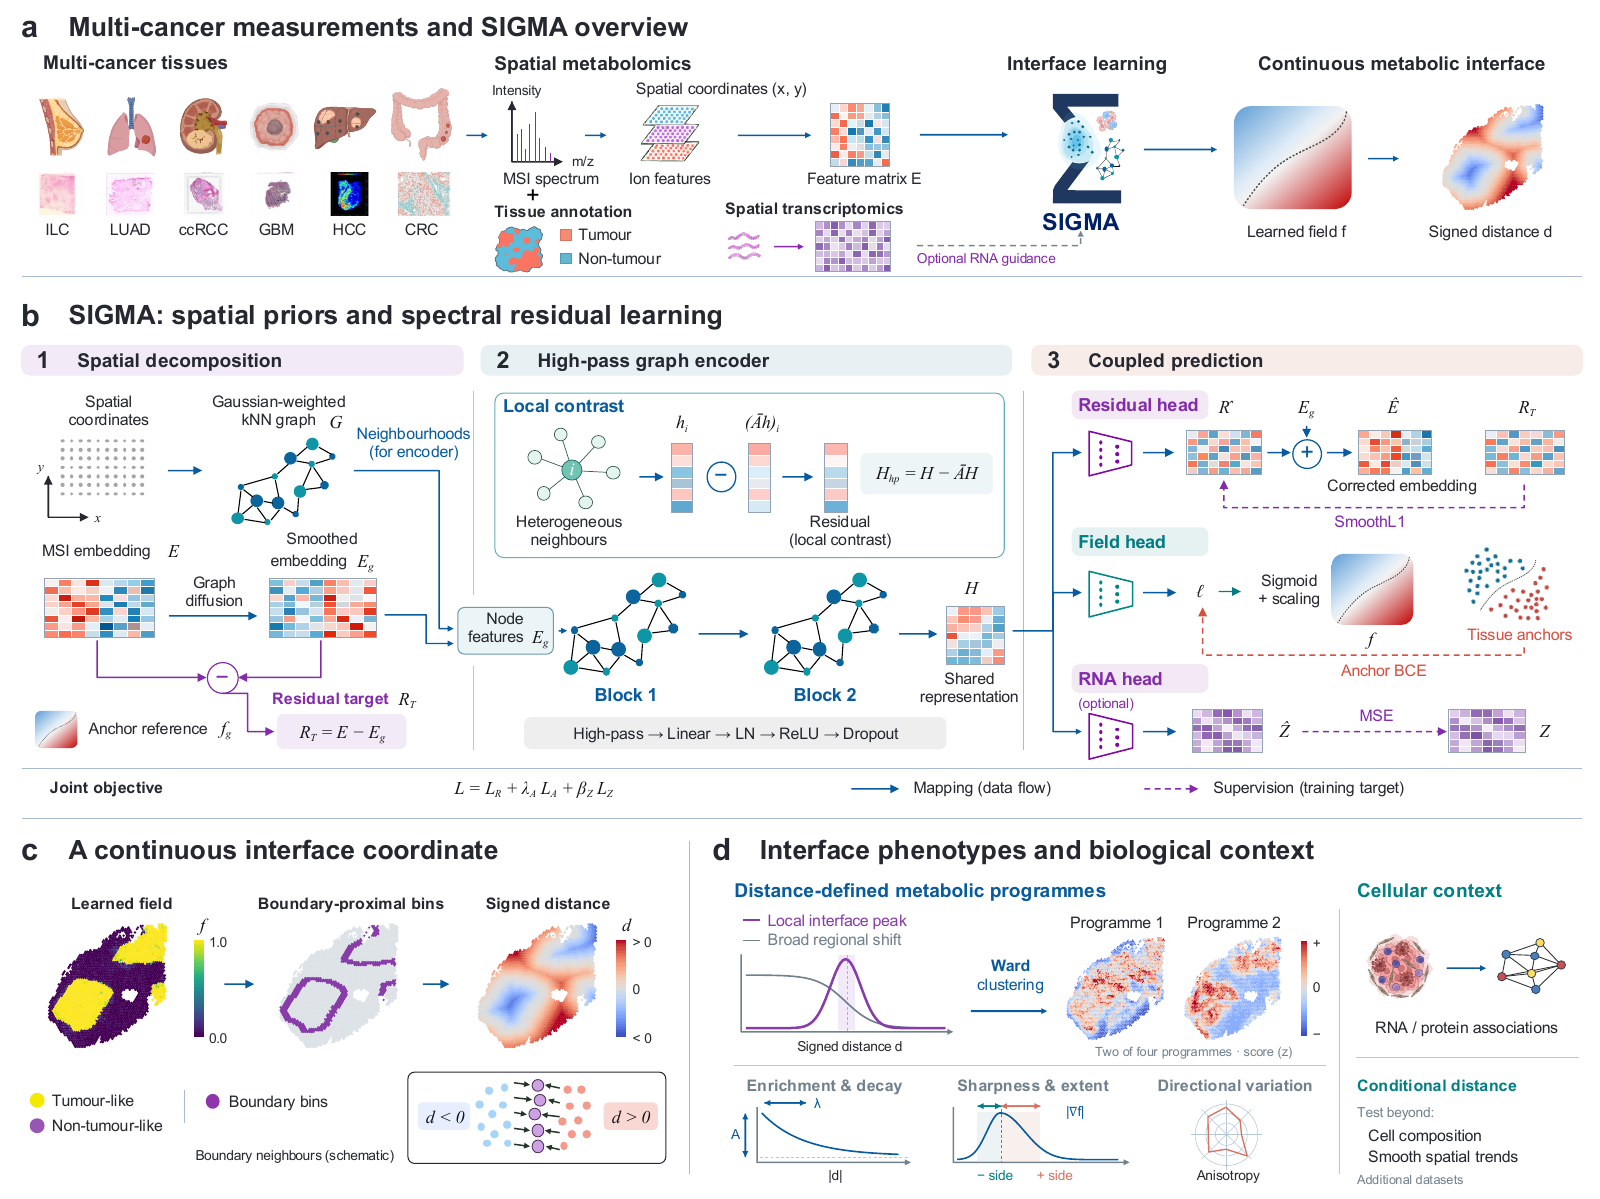 a Multi-cancer measurements and SIGMA overview
Multi-cancer tissues
Spatial metabolomics
Interface learning
Continuous metabolic interface
Intensity
m/z
MSI spectrum
Spatial coordinates (x, y)
Ion features
Feature matrix E
+
Tissue annotation
Tumour
Non-tumour
Spatial transcriptomics
Optional RNA guidance
SIGMA
Learned field f
Signed distance d
ILC LUAD ccRCC GBM HCC CRC
b SIGMA: spatial priors and spectral residual learning
1 Spatial decomposition
2 High-pass graph encoder
3 Coupled prediction
Spatial
coordinates
y
x
Gaussian-weighted
kNN graph G
Neighbourhoods
(for encoder)
MSI embedding E
Graph
diffusion
Smoothed
embedding E_g
−
Residual target R_T
R_T = E − E_g
Anchor reference f_g
Local contrast
i
Heterogeneous
neighbours
h_i
−
(Āh)_i
Residual
(local contrast)
H_hp = H − ĀH
Node
features E_g
Block 1
Block 2
H
Shared
representation
High-pass → Linear → LN → ReLU → Dropout
Residual head
R̂
E_g
+
Ê
R_T
Corrected embedding
SmoothL1
Field head
ℓ
Sigmoid
+ scaling
f
Tissue anchors
Anchor BCE
RNA head
(optional)
Ẑ
MSE
Z
Joint objective
L = L_R + λ_A L_A + β_Z L_Z
Mapping (data flow)
Supervision (training target)
c A continuous interface coordinate
Learned field
f
1.0
0.0
Boundary-proximal bins
Signed distance
d
> 0
0
< 0
Tumour-like
Non-tumour-like
Boundary bins
Boundary neighbours (schematic)
d < 0
d > 0
d Interface phenotypes and biological context
Distance-defined metabolic programmes
Local interface peak
Broad regional shift
Signed distance d
Ward
clustering
Programme 1
Programme 2
+
0
−
Two of four programmes · score (z)
Enrichment & decay
λ
A
|d|
Sharpness & extent
|∇f|
− side
+ side
Directional variation
Anisotropy
Cellular context
RNA / protein associations
Conditional distance
Test beyond:
Cell composition
Smooth spatial trends
Additional datasets